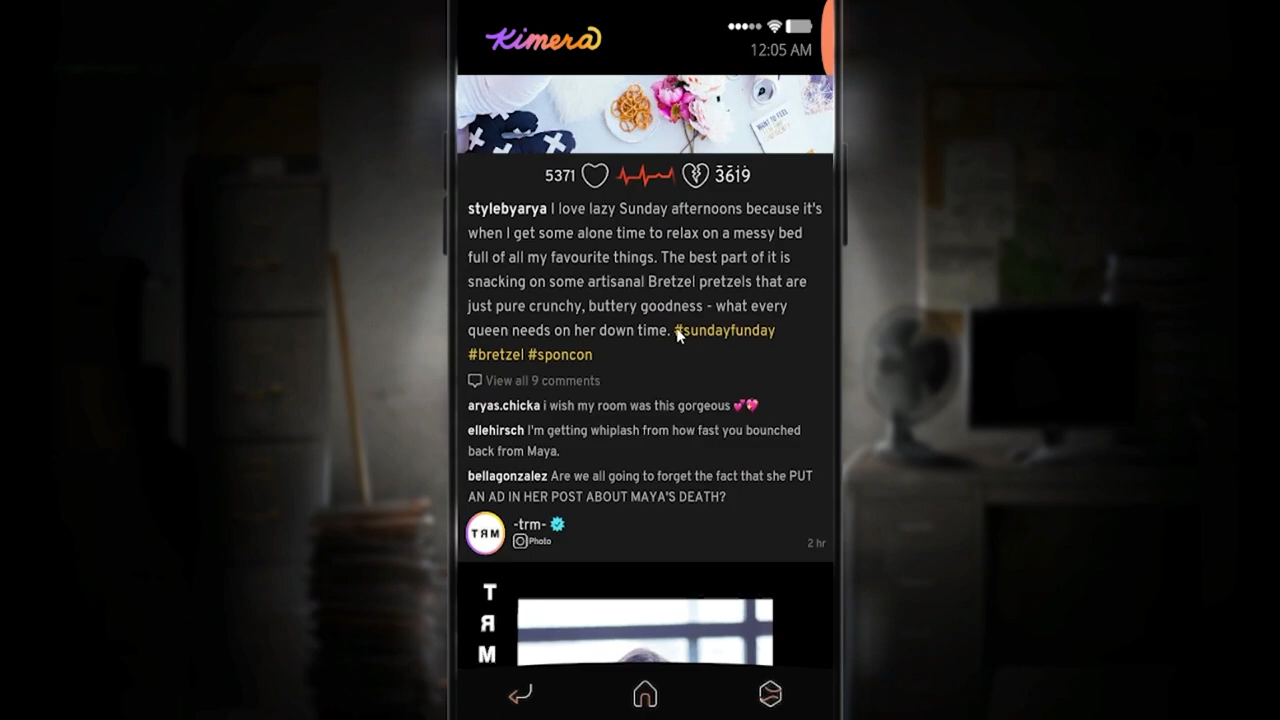 Kimera
12:05 AM
WANT TO FEEL
5371 3619
stylebyarya I love lazy Sunday afternoons because it's
when I get some alone time to relax on a messy bed
full of all my favourite things. The best part of it is
snacking on some artisanal Bretzel pretzels that are
just pure crunchy, buttery goodness - what every
queen needs on her down time. #sundayfunday
#bretzel #sponcon
View all 9 comments
aryas.chicka i wish my room was this gorgeous 💕💖
ellehirsch I'm getting whiplash from how fast you bounched
back from Maya.
bellagonzalez Are we all going to forget the fact that she PUT
AN AD IN HER POST ABOUT MAYA'S DEATH?
TЯM
-trm-
Photo
2 hr
T
Я
M